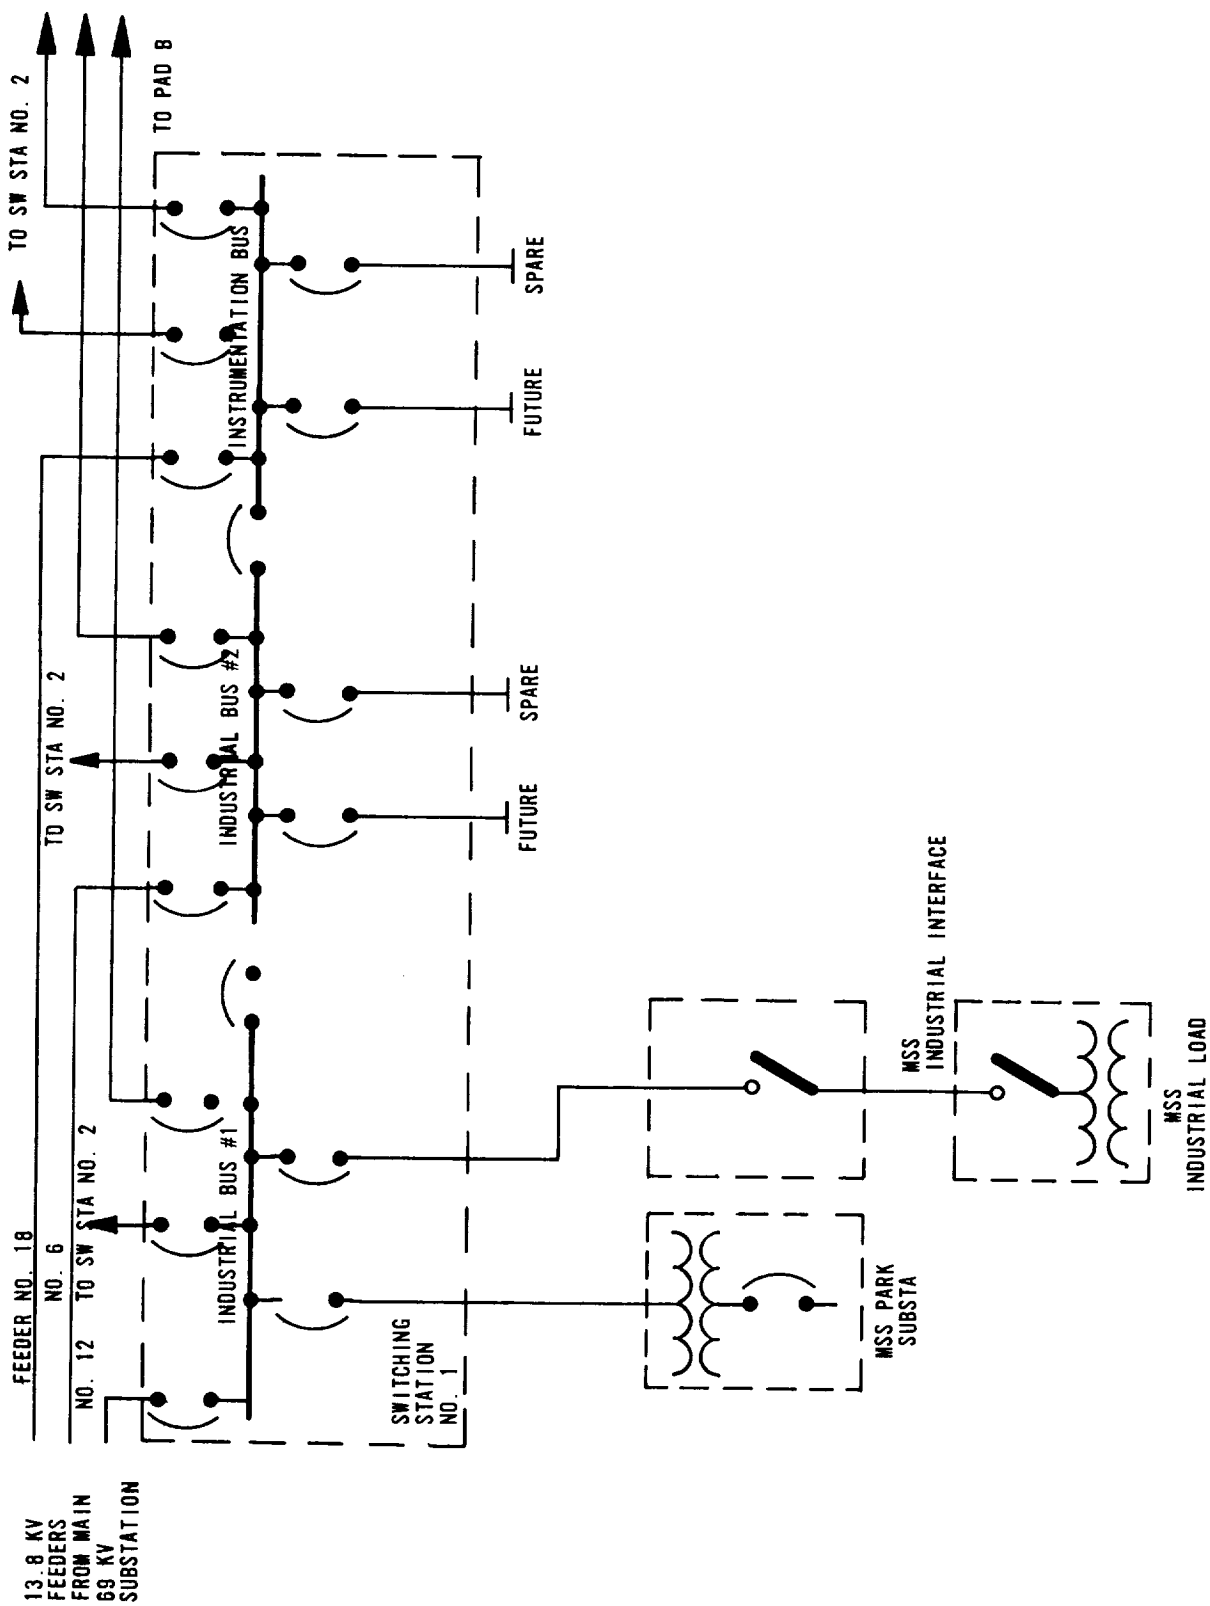 13.8 KV
FEEDERS
FROM MAIN
69 KV
SUBSTATION
FEEDER NO. 18
NO. 6
NO. 12
TO SW STA NO. 2
TO SW STA NO. 2
TO SW STA NO. 2
TO PAD B
INDUSTRIAL BUS #1
INDUSTRIAL BUS #2
INSTRUMENTATION BUS
SWITCHING
STATION
NO. 1
FUTURE
SPARE
FUTURE
SPARE
MSS PARK
SUBSTA
MSS
INDUSTRIAL INTERFACE
MSS
INDUSTRIAL LOAD